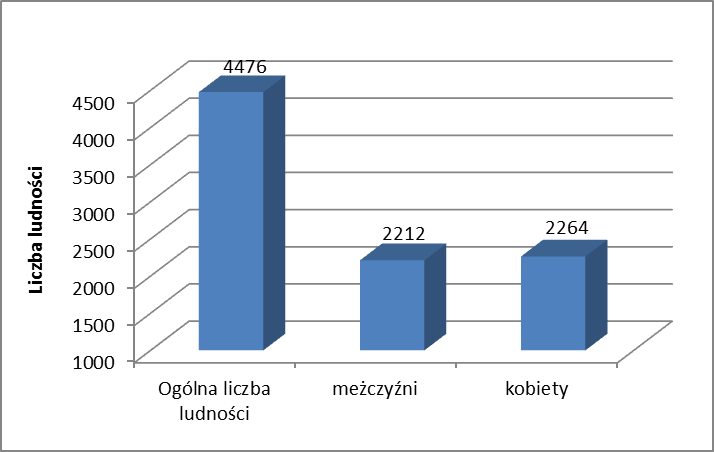 4476
4500
4000
3500
3000
2500
2000
1500
1000
Liczba ludności
2212
2264
Ogólna liczba
ludności
meżczyźni
kobiety